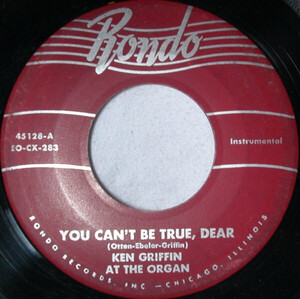 Rondo
45128-A
EO-CX-283
Instrumental
YOU CAN'T BE TRUE, DEAR
(Otten-Ebeler-Griffin)
KEN GRIFFIN
AT THE ORGAN
RONDO RECORDS, INC — CHICAGO, ILLINOIS